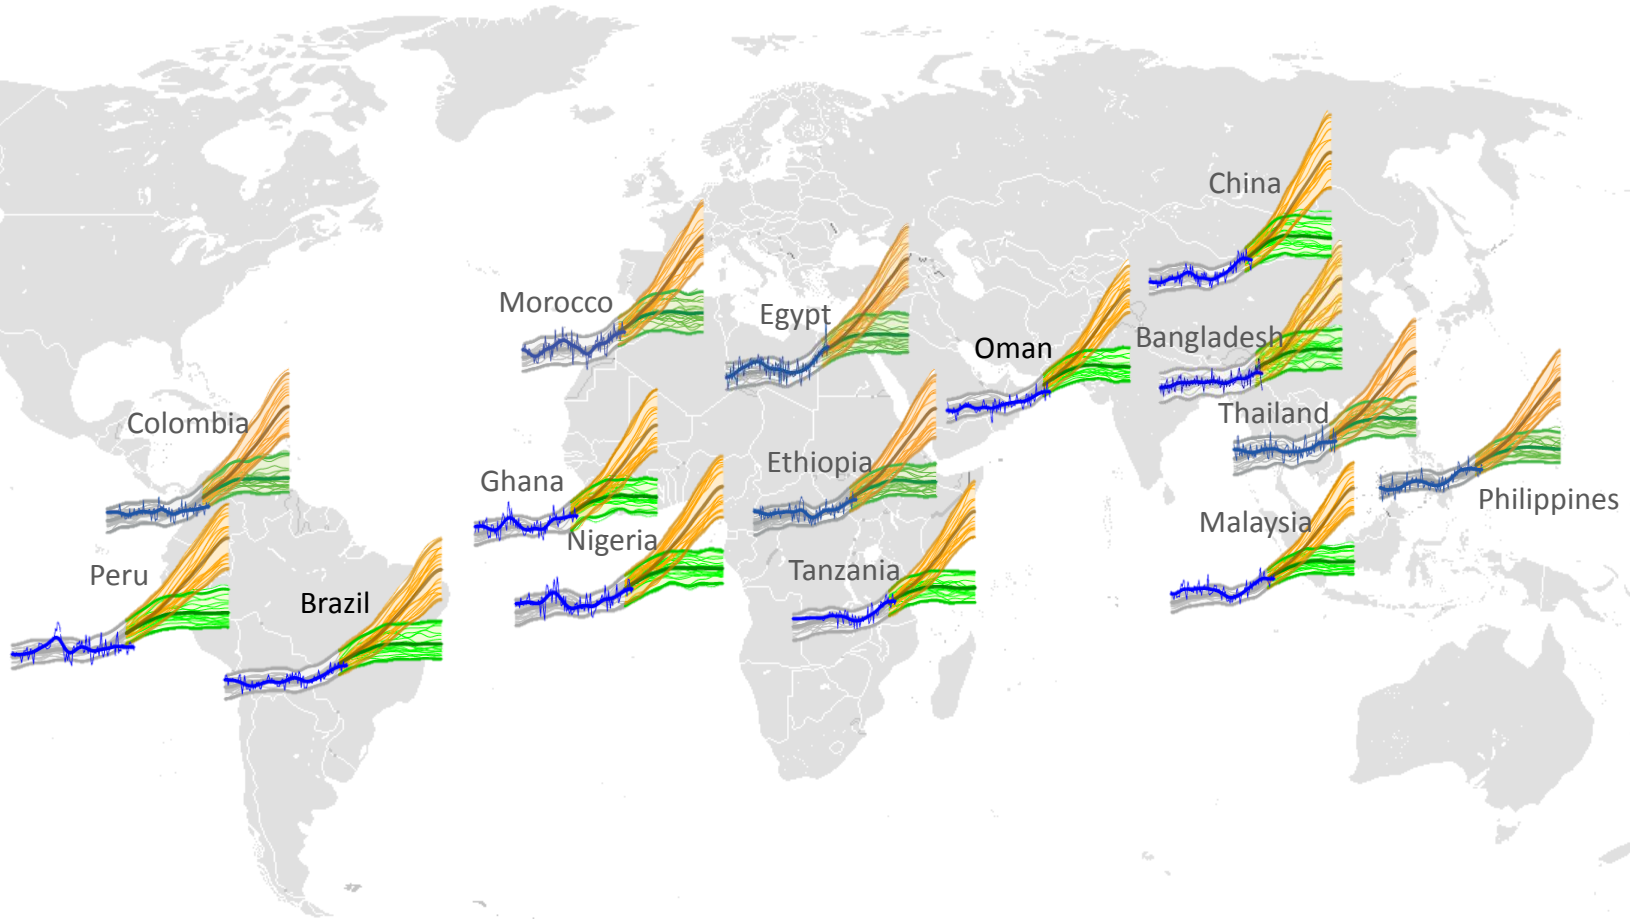 China
Morocco
Egypt
Bangladesh
Oman
Thailand
Colombia
Ethiopia
Ghana
Philippines
Malaysia
Nigeria
Tanzania
Peru
Brazil